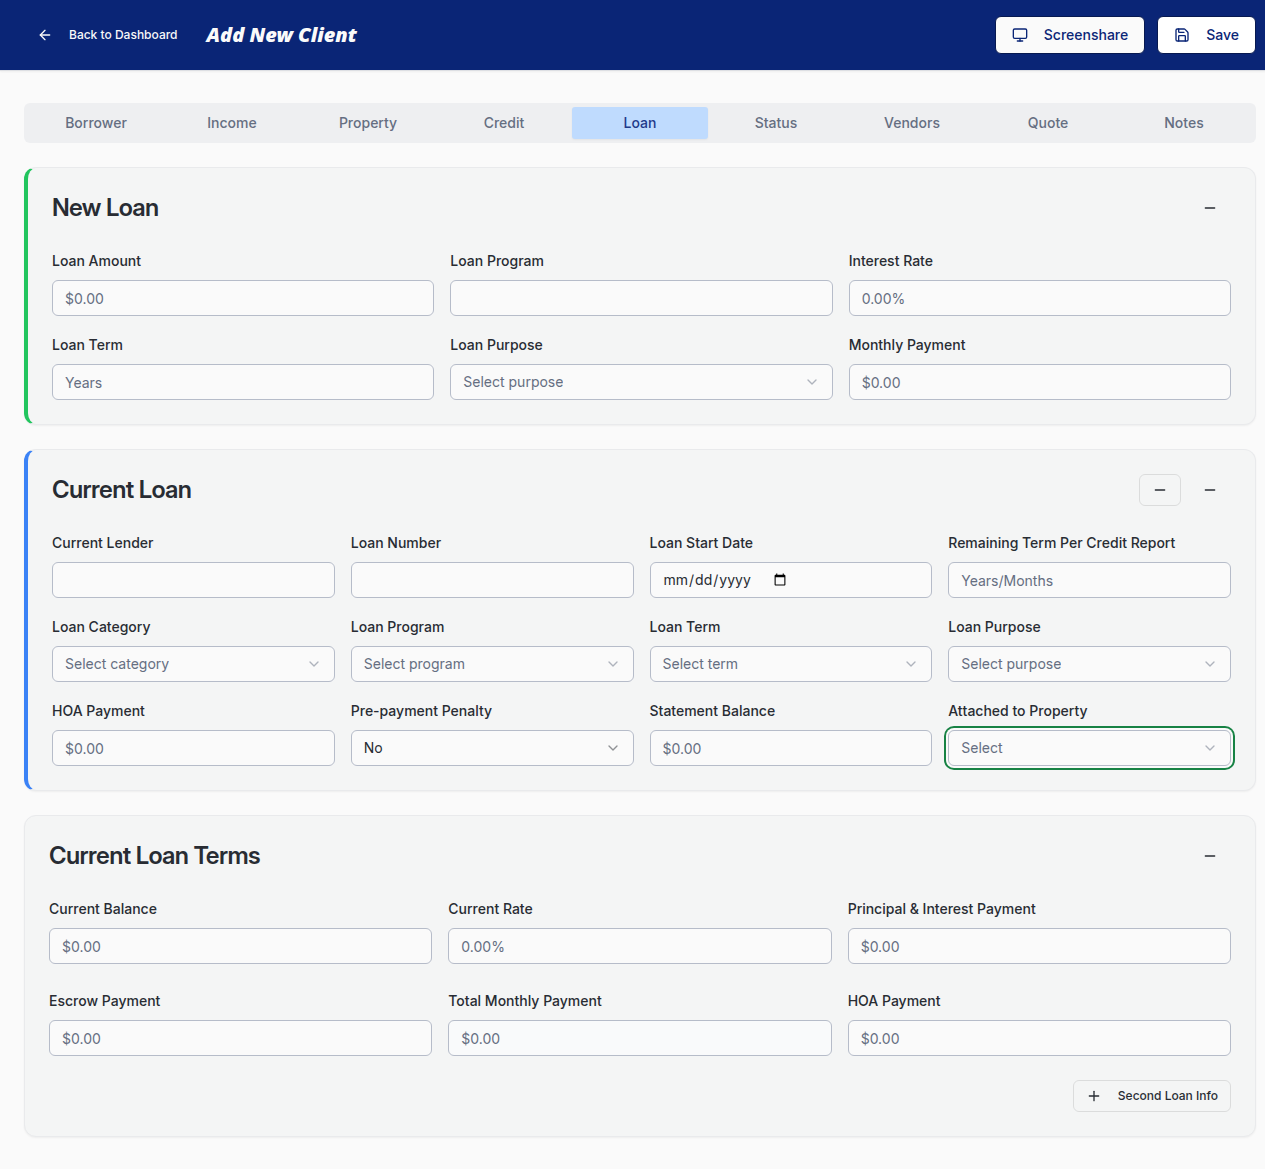 Back to Dashboard Add New Client Screenshare Save
Borrower Income Property Credit Loan Status Vendors Quote Notes
New Loan
Loan Amount Loan Program Interest Rate
$0.00 0.00%
Loan Term Loan Purpose Monthly Payment
Years Select purpose $0.00
Current Loan
Current Lender Loan Number Loan Start Date Remaining Term Per Credit Report
mm/dd/yyyy Years/Months
Loan Category Loan Program Loan Term Loan Purpose
Select category Select program Select term Select purpose
HOA Payment Pre-payment Penalty Statement Balance Attached to Property
$0.00 No $0.00 Select
Current Loan Terms
Current Balance Current Rate Principal & Interest Payment
$0.00 0.00% $0.00
Escrow Payment Total Monthly Payment HOA Payment
$0.00 $0.00 $0.00
Second Loan Info